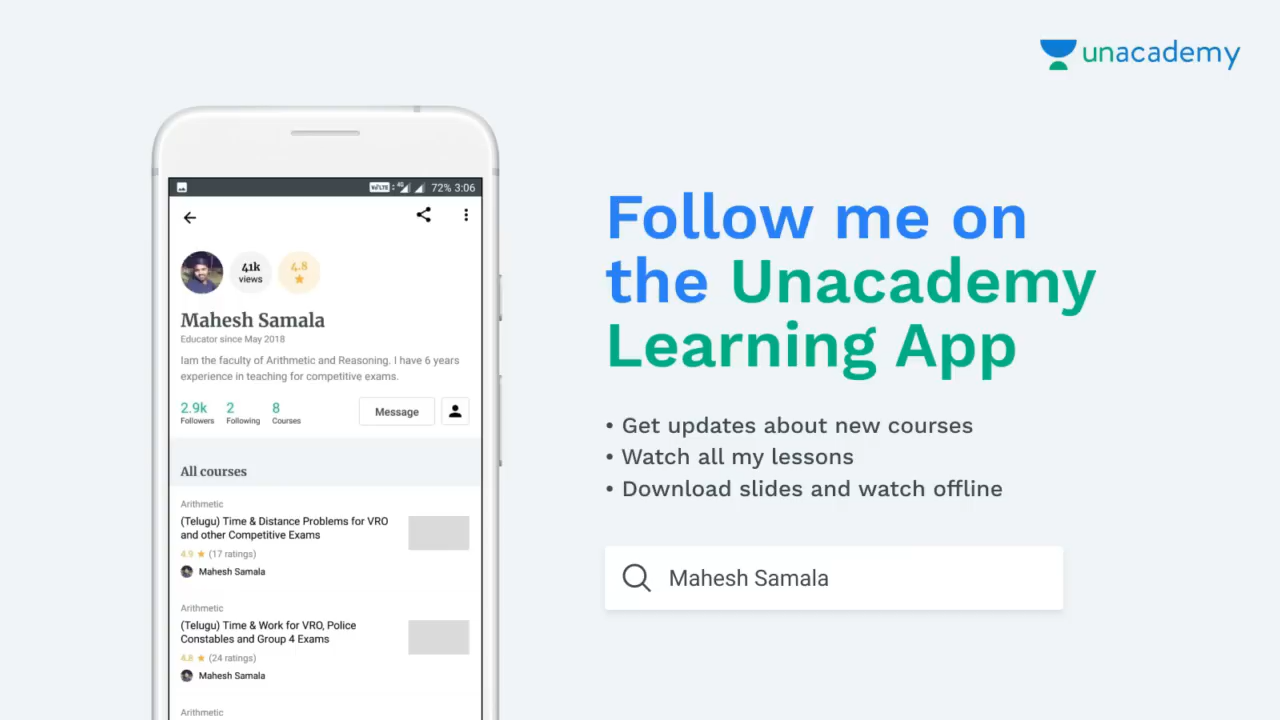 unacademy
VoLTE 4G 72% 3:06
41k
views
4.8
Mahesh Samala
Educator since May 2018
Iam the faculty of Arithmetic and Reasoning. I have 6 years
experience in teaching for competitive exams.
2.9k 2 8
Followers Following Courses
Message
All courses
Arithmetic
(Telugu) Time & Distance Problems for VRO
and other Competitive Exams
4.9 ★ (17 ratings)
Mahesh Samala
Arithmetic
(Telugu) Time & Work for VRO, Police
Constables and Group 4 Exams
4.8 ★ (24 ratings)
Mahesh Samala
Arithmetic
Follow me on
the Unacademy
Learning App
• Get updates about new courses
• Watch all my lessons
• Download slides and watch offline
Mahesh Samala